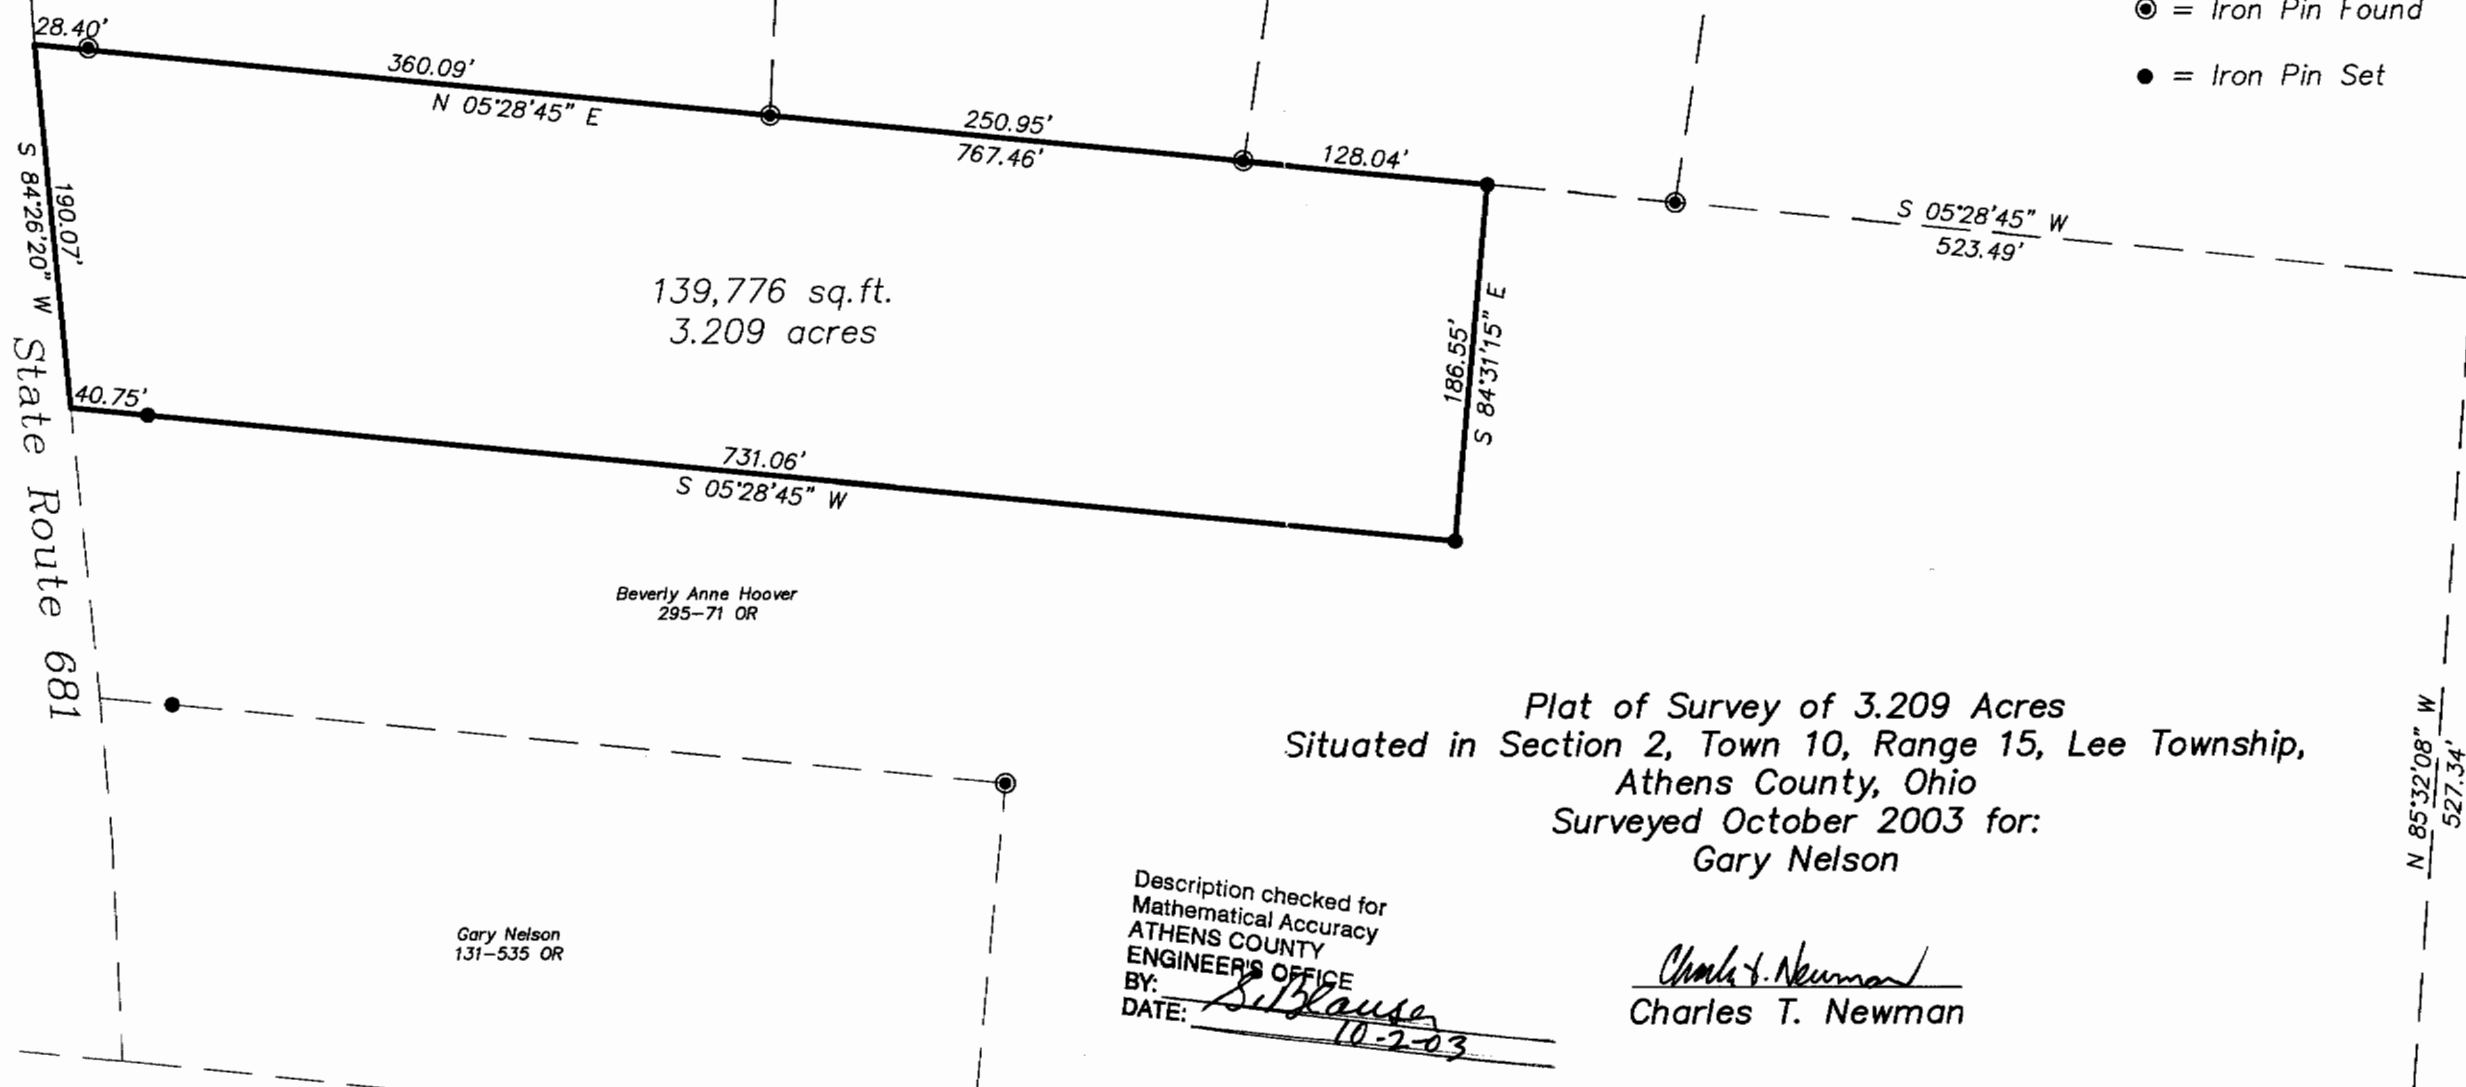 = Iron Pin Found
= Iron Pin Set
28.40'
360.09'
N 05°28'45" E
250.95'
767.46'
128.04'
S 05°28'45" W
523.49'
S 84°26'20" W
190.07'
139,776 sq.ft.
3.209 acres
186.55'
S 84°31'15" E
40.75'
731.06'
S 05°28'45" W
State Route 681
Beverly Anne Hoover
295-71 OR
N 85°32'08" W
527.34'
Plat of Survey of 3.209 Acres
Situated in Section 2, Town 10, Range 15, Lee Township,
Athens County, Ohio
Surveyed October 2003 for:
Gary Nelson
Gary Nelson
131-535 OR
Description checked for
Mathematical Accuracy
ATHENS COUNTY
ENGINEER'S OFFICE
BY: S. Blauser
DATE: 10-2-03
Charles T. Newman
Charles T. Newman